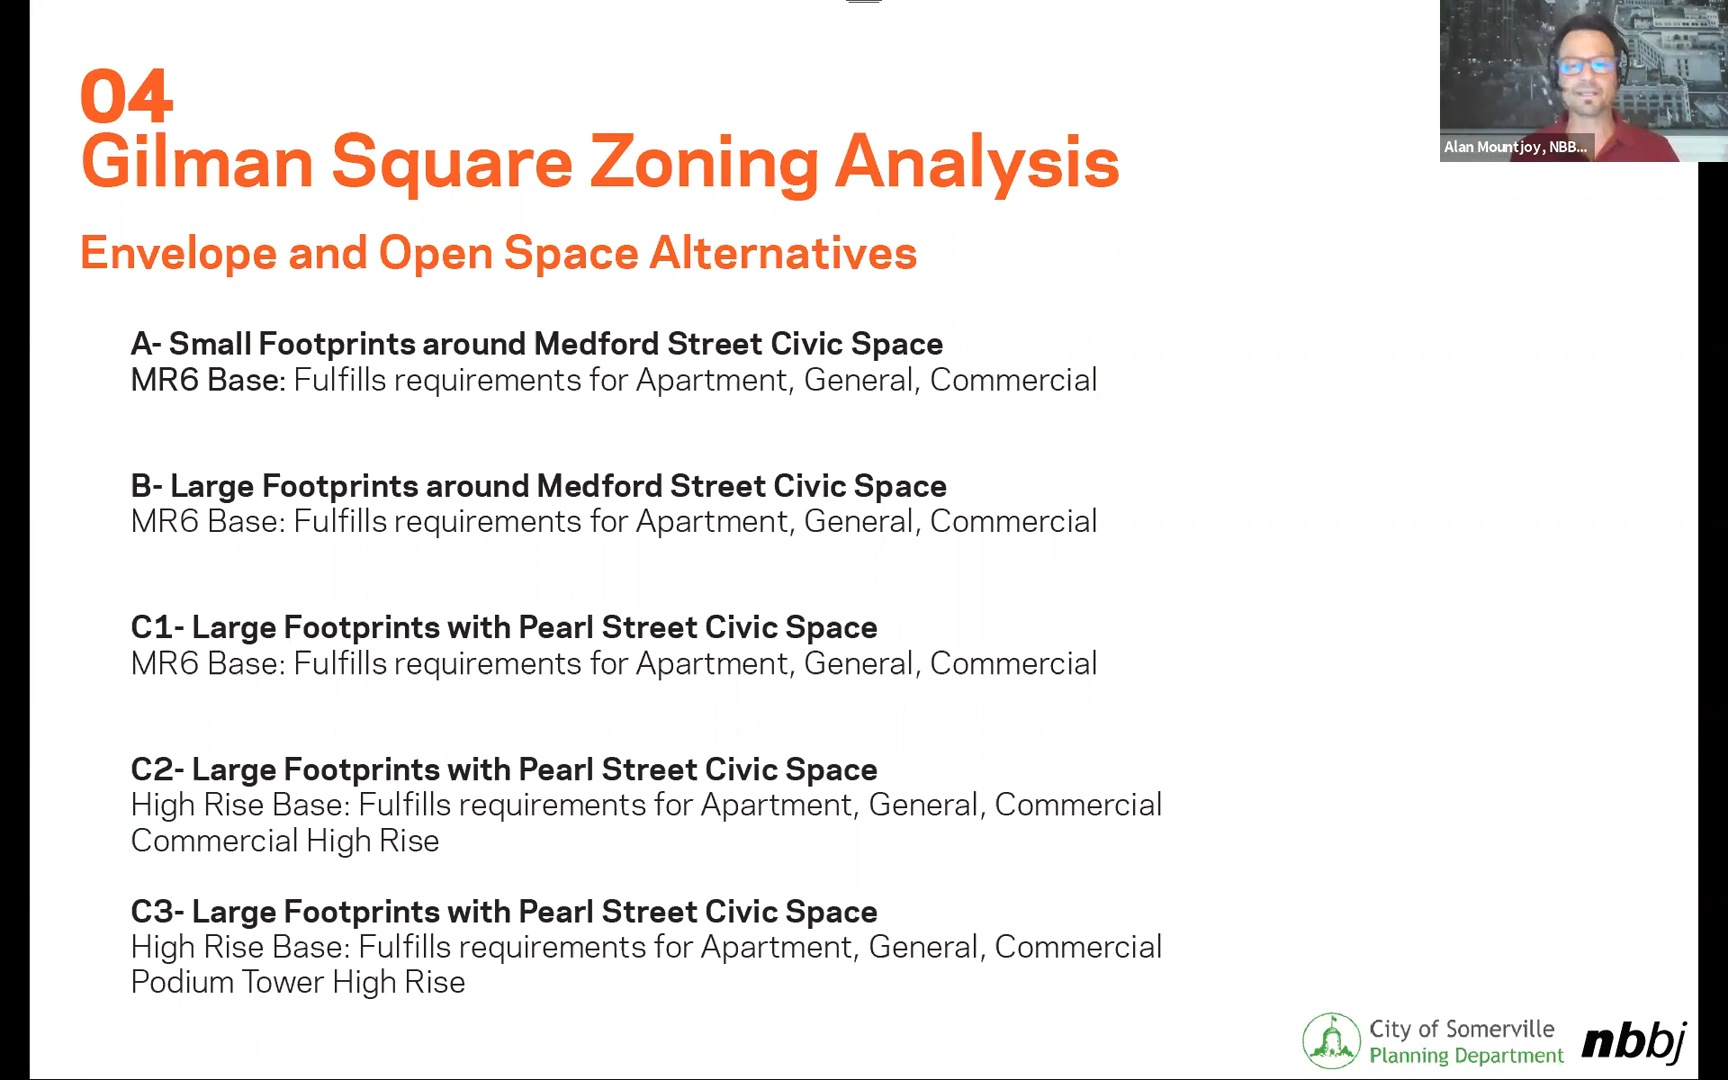 04
Gilman Square Zoning Analysis
Envelope and Open Space Alternatives
A- Small Footprints around Medford Street Civic Space
MR6 Base: Fulfills requirements for Apartment, General, Commercial
B- Large Footprints around Medford Street Civic Space
MR6 Base: Fulfills requirements for Apartment, General, Commercial
C1- Large Footprints with Pearl Street Civic Space
MR6 Base: Fulfills requirements for Apartment, General, Commercial
C2- Large Footprints with Pearl Street Civic Space
High Rise Base: Fulfills requirements for Apartment, General, Commercial
Commercial High Rise
C3- Large Footprints with Pearl Street Civic Space
High Rise Base: Fulfills requirements for Apartment, General, Commercial
Podium Tower High Rise
Alan Mountjoy, NBB...
City of Somerville
Planning Department
nbbj